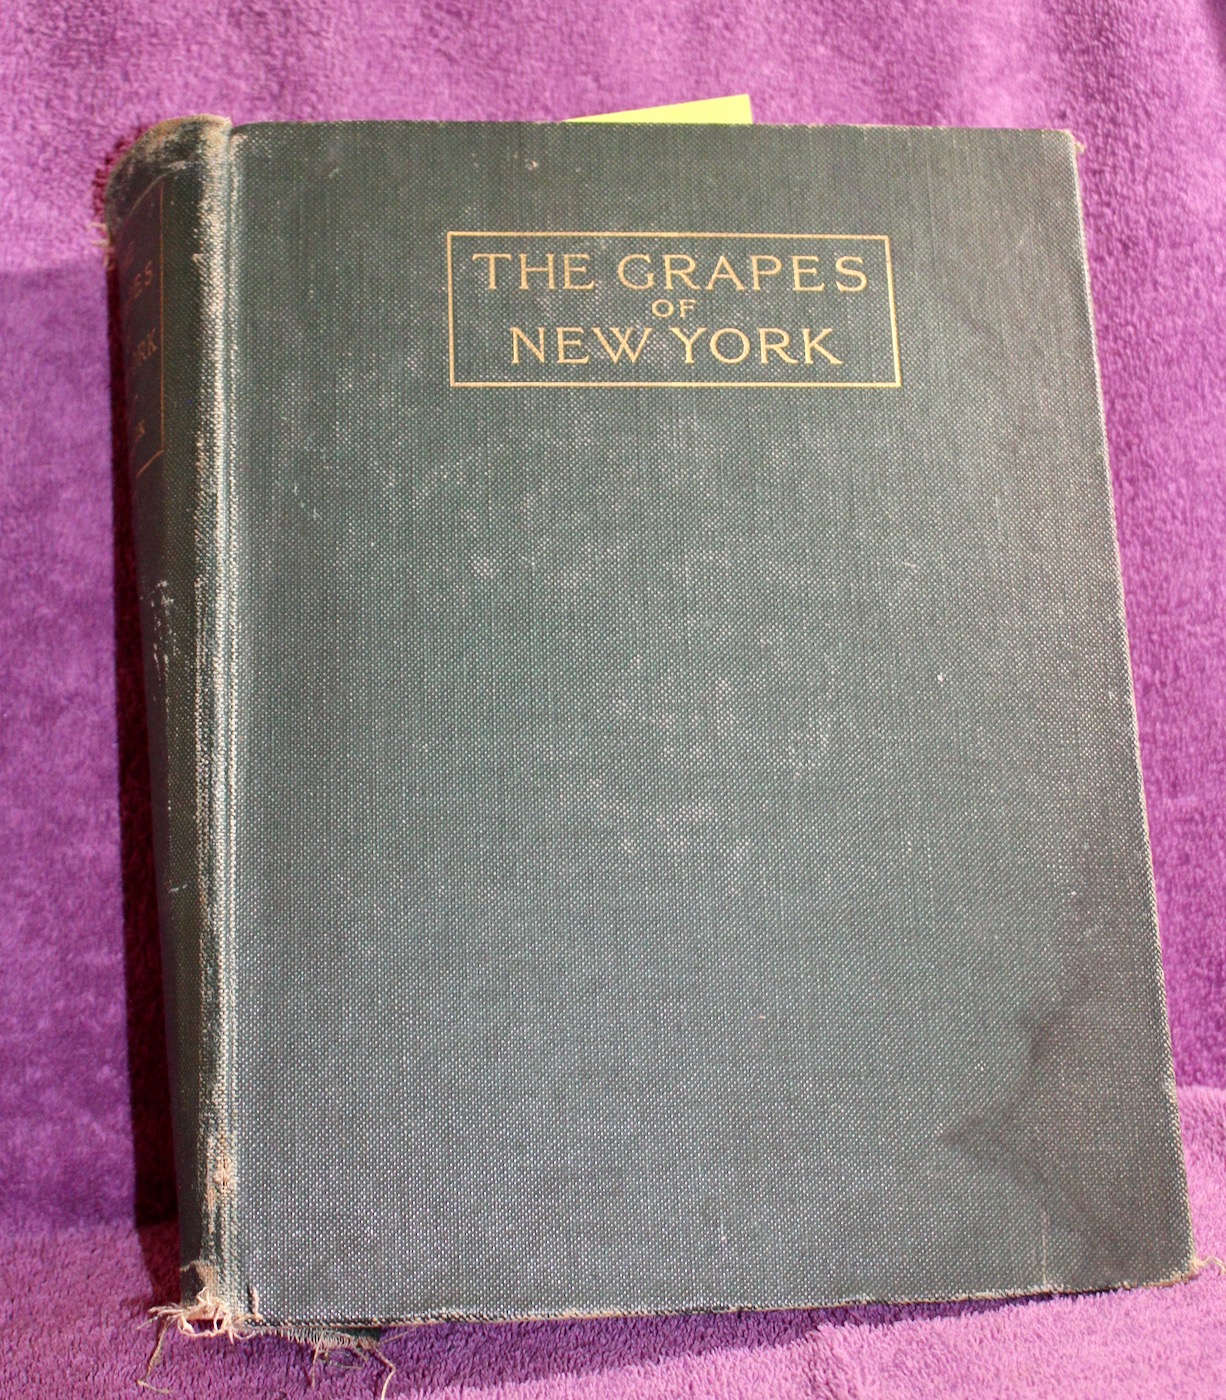 THE GRAPES
OF
NEW YORK